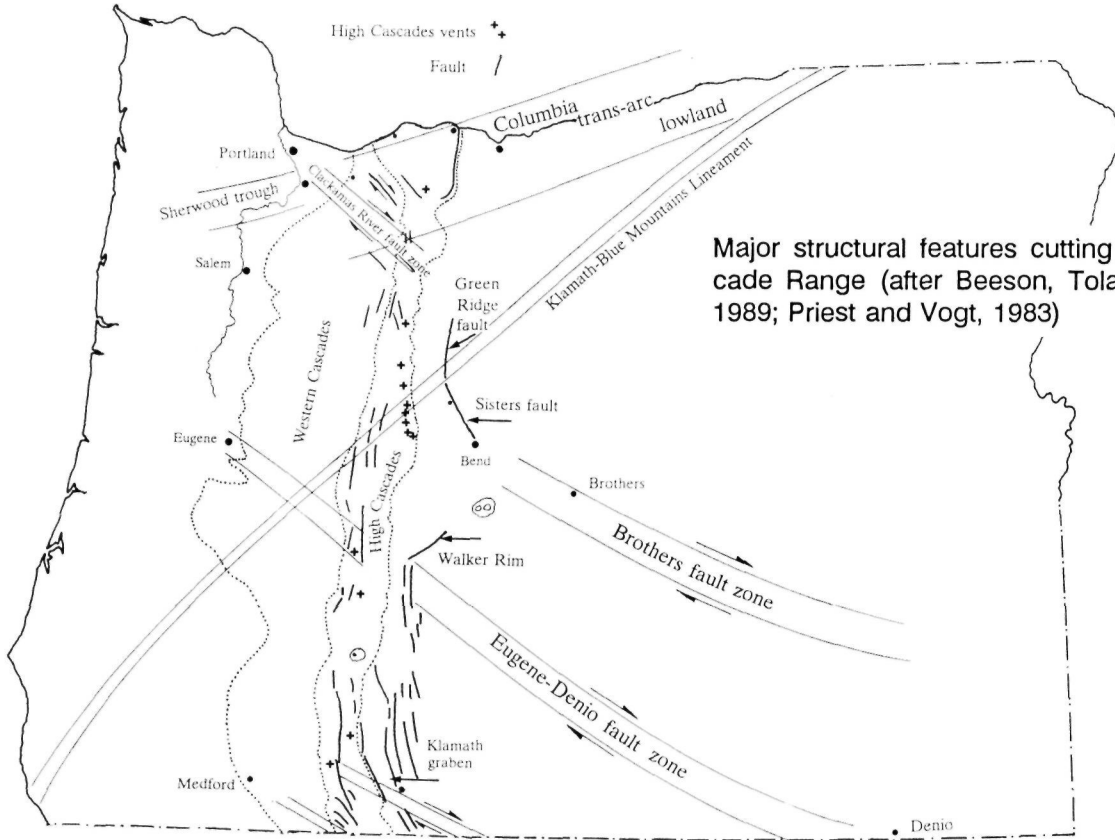 High Cascades vents
Fault
Columbia
trans-arc
lowland
Portland
Sherwood trough
Clackamas River fault zone
Klamath-Blue Mountains Lineament
Salem
Major structural features cutting
cade Range (after Beeson, Tola
1989; Priest and Vogt, 1983)
Green
Ridge
fault
Western Cascades
Sisters fault
Eugene
Bend
High Cascades
Brothers
Brothers fault zone
Walker Rim
Eugene-Denio fault
zone
Klamath
graben
Medford
Denio